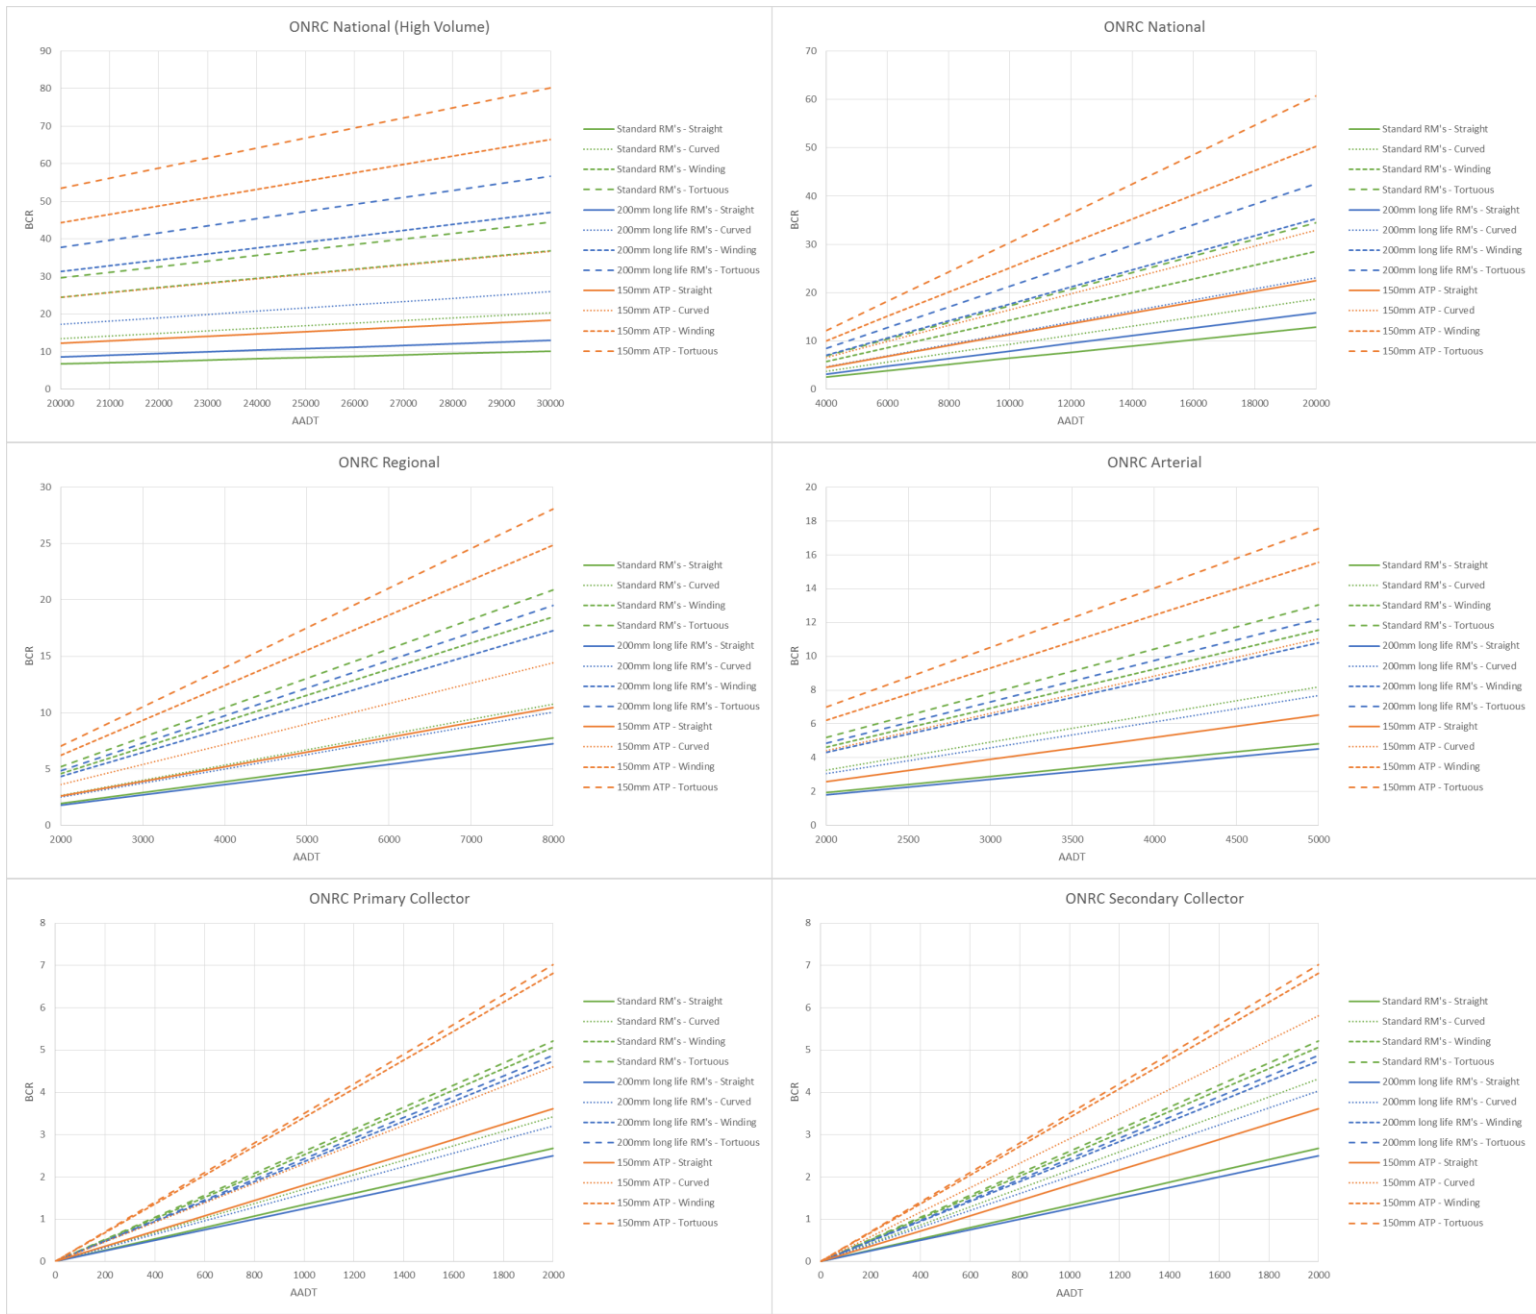 ONRC National (High Volume)
90
80
70
60
50
40
30
20
10
0
BCR
20000 21000 22000 23000 24000 25000 26000 27000 28000 29000 30000
AADT
Standard RM's - Straight
Standard RM's - Curved
Standard RM's - Winding
Standard RM's - Tortuous
200mm long life RM's - Straight
200mm long life RM's - Curved
200mm long life RM's - Winding
200mm long life RM's - Tortuous
150mm ATP - Straight
150mm ATP - Curved
150mm ATP - Winding
150mm ATP - Tortuous
ONRC National
70
60
50
40
30
20
10
0
BCR
4000 6000 8000 10000 12000 14000 16000 18000 20000
AADT
Standard RM's - Straight
Standard RM's - Curved
Standard RM's - Winding
Standard RM's - Tortuous
200mm long life RM's - Straight
200mm long life RM's - Curved
200mm long life RM's - Winding
200mm long life RM's - Tortuous
150mm ATP - Straight
150mm ATP - Curved
150mm ATP - Winding
150mm ATP - Tortuous
ONRC Regional
30
25
20
15
10
5
0
BCR
2000 3000 4000 5000 6000 7000 8000
AADT
Standard RM's - Straight
Standard RM's - Curved
Standard RM's - Winding
Standard RM's - Tortuous
200mm long life RM's - Straight
200mm long life RM's - Curved
200mm long life RM's - Winding
200mm long life RM's - Tortuous
150mm ATP - Straight
150mm ATP - Curved
150mm ATP - Winding
150mm ATP - Tortuous
ONRC Arterial
20
18
16
14
12
10
8
6
4
2
0
BCR
2000 2500 3000 3500 4000 4500 5000
AADT
Standard RM's - Straight
Standard RM's - Curved
Standard RM's - Winding
Standard RM's - Tortuous
200mm long life RM's - Straight
200mm long life RM's - Curved
200mm long life RM's - Winding
200mm long life RM's - Tortuous
150mm ATP - Straight
150mm ATP - Curved
150mm ATP - Winding
150mm ATP - Tortuous
ONRC Primary Collector
8
7
6
5
4
3
2
1
0
BCR
0 200 400 600 800 1000 1200 1400 1600 1800 2000
AADT
Standard RM's - Straight
Standard RM's - Curved
Standard RM's - Winding
Standard RM's - Tortuous
200mm long life RM's - Straight
200mm long life RM's - Curved
200mm long life RM's - Winding
200mm long life RM's - Tortuous
150mm ATP - Straight
150mm ATP - Curved
150mm ATP - Winding
150mm ATP - Tortuous
ONRC Secondary Collector
8
7
6
5
4
3
2
1
0
BCR
0 200 400 600 800 1000 1200 1400 1600 1800 2000
AADT
Standard RM's - Straight
Standard RM's - Curved
Standard RM's - Winding
Standard RM's - Tortuous
200mm long life RM's - Straight
200mm long life RM's - Curved
200mm long life RM's - Winding
200mm long life RM's - Tortuous
150mm ATP - Straight
150mm ATP - Curved
150mm ATP - Winding
150mm ATP - Tortuous